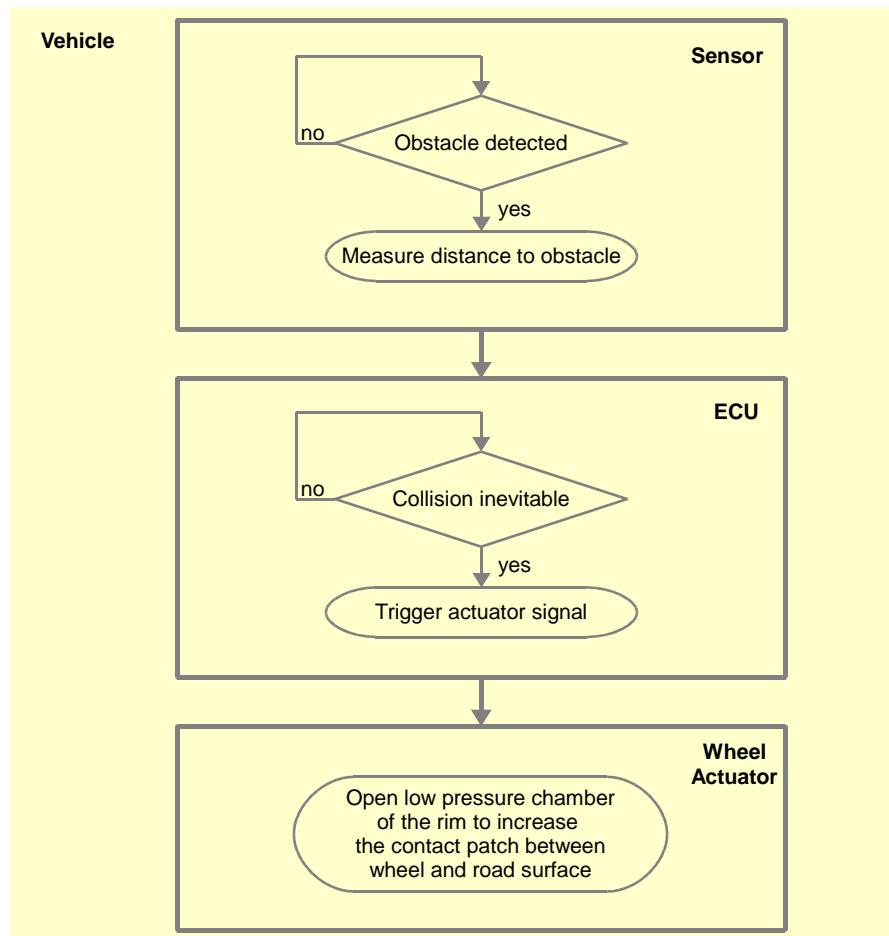 Vehicle
Sensor
no
Obstacle detected
yes
Measure distance to obstacle
ECU
no
Collision inevitable
yes
Trigger actuator signal
Wheel
Actuator
Open low pressure chamber
of the rim to increase
the contact patch between
wheel and road surface